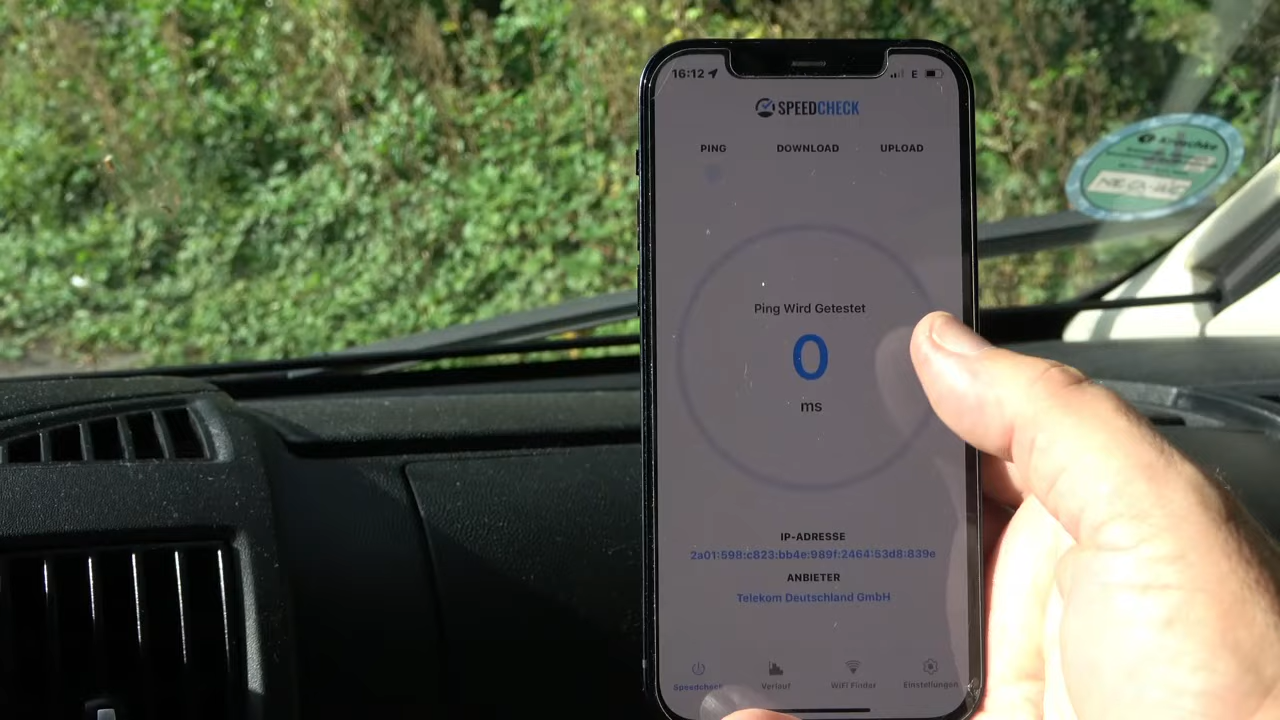 16:12
E
SPEEDCHECK
PING DOWNLOAD UPLOAD
Ping Wird Getestet
0
ms
IP-ADRESSE
2a01:598:c823:bb4e:989f:2464:53d8:839e
ANBIETER
Telekom Deutschland GmbH
Speedcheck Verlauf WiFi Finder Einstellungen